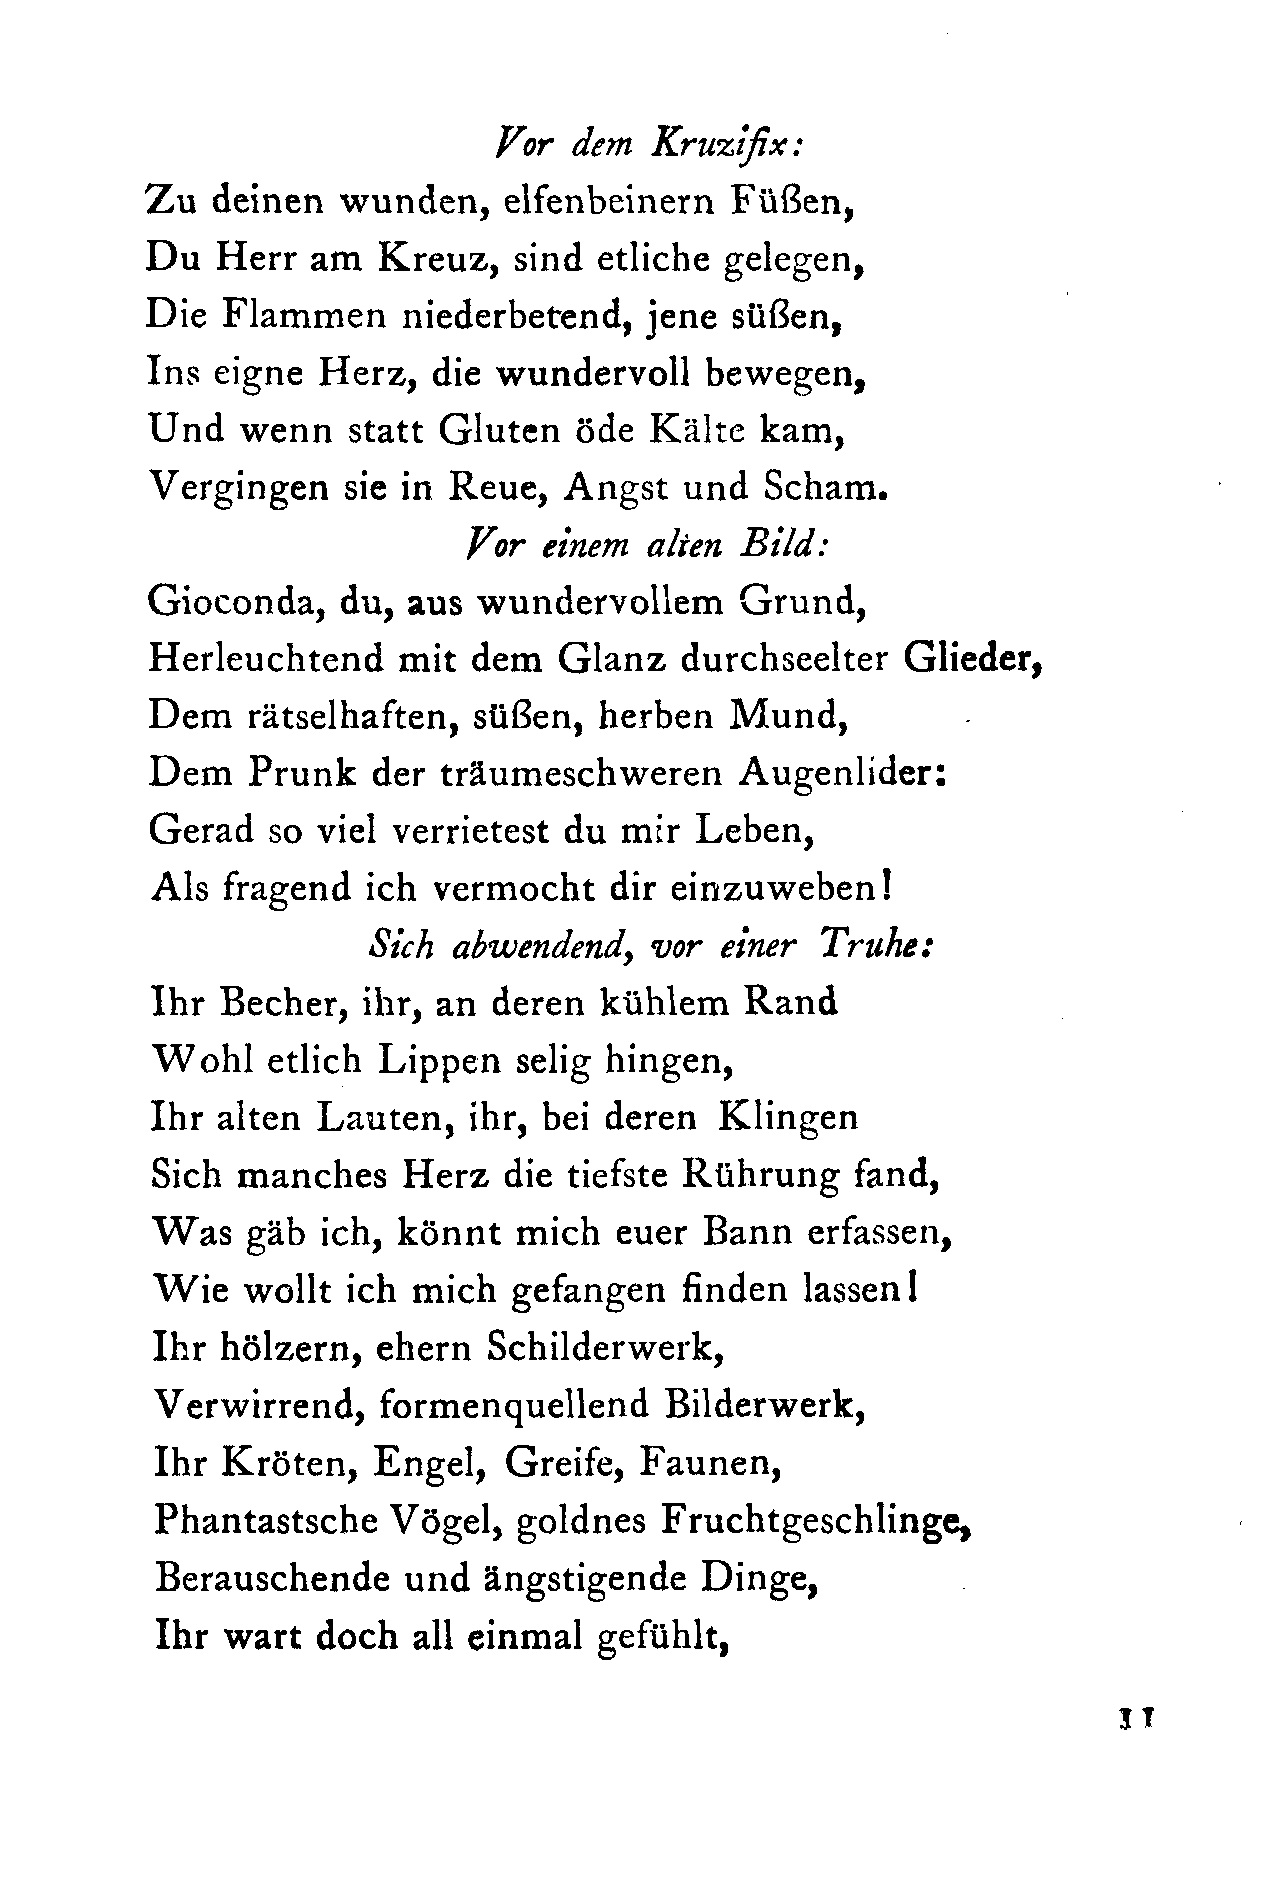 Vor dem Kruzifix:
Zu deinen wunden, elfenbeinern Füßen,
Du Herr am Kreuz, sind etliche gelegen,
Die Flammen niederbetend, jene süßen,
Ins eigne Herz, die wundervoll bewegen,
Und wenn statt Gluten öde Kälte kam,
Vergingen sie in Reue, Angst und Scham.
Vor einem alten Bild:
Gioconda, du, aus wundervollem Grund,
Herleuchtend mit dem Glanz durchseelter Glieder,
Dem rätselhaften, süßen, herben Mund,
Dem Prunk der träumeschweren Augenlider:
Gerad so viel verrietest du mir Leben,
Als fragend ich vermocht dir einzuweben!
Sich abwendend, vor einer Truhe:
Ihr Becher, ihr, an deren kühlem Rand
Wohl etlich Lippen selig hingen,
Ihr alten Lauten, ihr, bei deren Klingen
Sich manches Herz die tiefste Rührung fand,
Was gäb ich, könnt mich euer Bann erfassen,
Wie wollt ich mich gefangen finden lassen!
Ihr hölzern, ehern Schilderwerk,
Verwirrend, formenquellend Bilderwerk,
Ihr Kröten, Engel, Greife, Faunen,
Phantastsche Vögel, goldnes Fruchtgeschlinge,
Berauschende und ängstigende Dinge,
Ihr wart doch all einmal gefühlt,
11